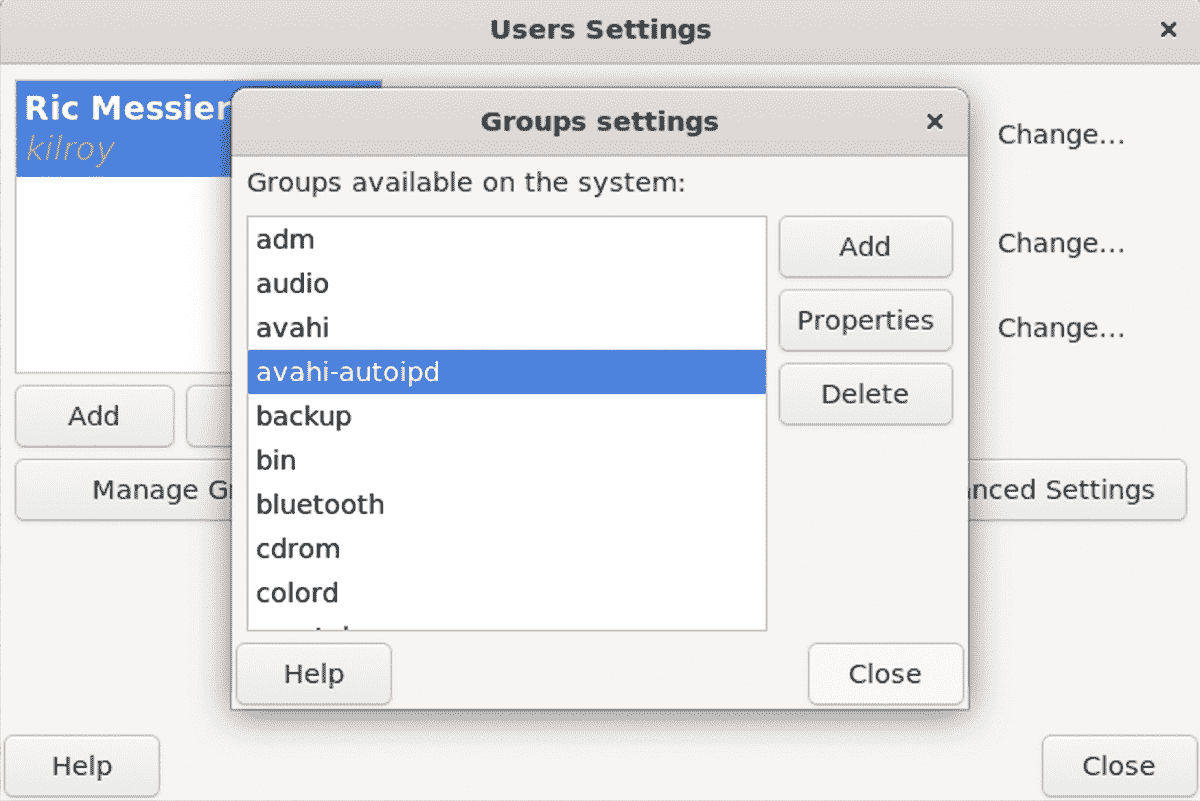 Users Settings
Ric Messier
kilroy
Change...
Change...
Change...
Add
Manage
Settings
Help
Close
Groups settings
Groups available on the system:
adm
audio
avahi
avahi-autoipd
backup
bin
bluetooth
cdrom
colord
Add
Properties
Delete
Help
Close